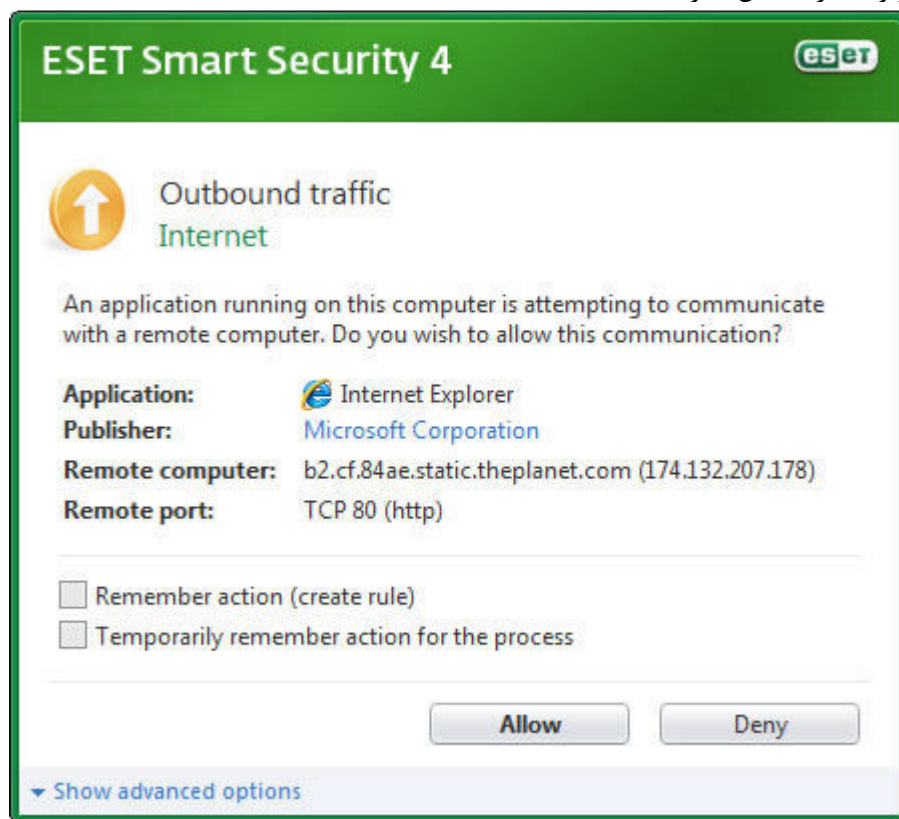 ESET Smart Security 4
eset
Outbound traffic
Internet
An application running on this computer is attempting to communicate
with a remote computer. Do you wish to allow this communication?
Application: Internet Explorer
Publisher: Microsoft Corporation
Remote computer: b2.cf.84ae.static.theplanet.com (174.132.207.178)
Remote port: TCP 80 (http)
Remember action (create rule)
Temporarily remember action for the process
Allow Deny
Show advanced options